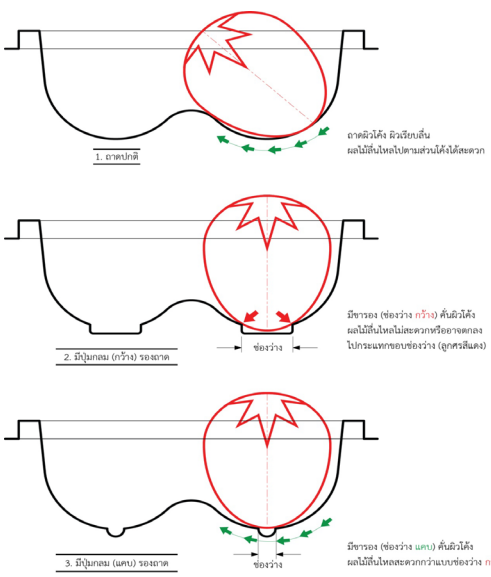 ถาดผิวโค้ง ผิวเรียบลื่น
ผลไม้ลื่นไหลไปตามส่วนโค้งได้สะดวก
1. ถาดปกติ
มีขารอง (ช่องว่าง กว้าง) คั่นผิวโค้ง
ผลไม้ลื่นไหลไม่สะดวกหรืออาจตกลง
ไปกระแทกขอบช่องว่าง (ลูกศรสีแดง)
ช่องว่าง
2. มีปุ่มกลม (กว้าง) รองถาด
มีขารอง (ช่องว่าง แคบ) คั่นผิวโค้ง
ผลไม้ลื่นไหลสะดวกกว่าแบบช่องว่าง ก
ช่องว่าง
3. มีปุ่มกลม (แคบ) รองถาด